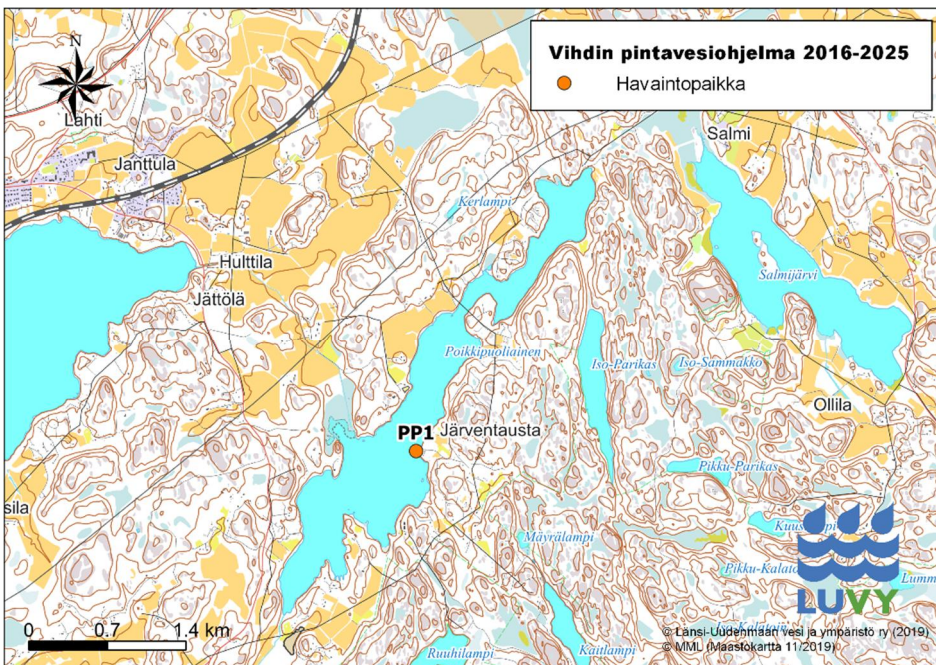 Vihdin pintavesiohjelma 2016-2025
Havaintopaikka
N
Lahti
Salmi
Janttula
Kerlampi
Hulttila
Salmijärvi
Jättölä
Poikkipuoliainen
Iso-Parikas
Iso-Sammakko
Ollila
PP1
Järventausta
Pikku-Parikas
Mäyrälampi
0 0.7 1.4 km
LUVY
© Länsi-Uudenmaan vesi ja ympäristö ry (2019)
© MML (Maastokartta 11/2019)
Ruuhilampi
Kaitlampi